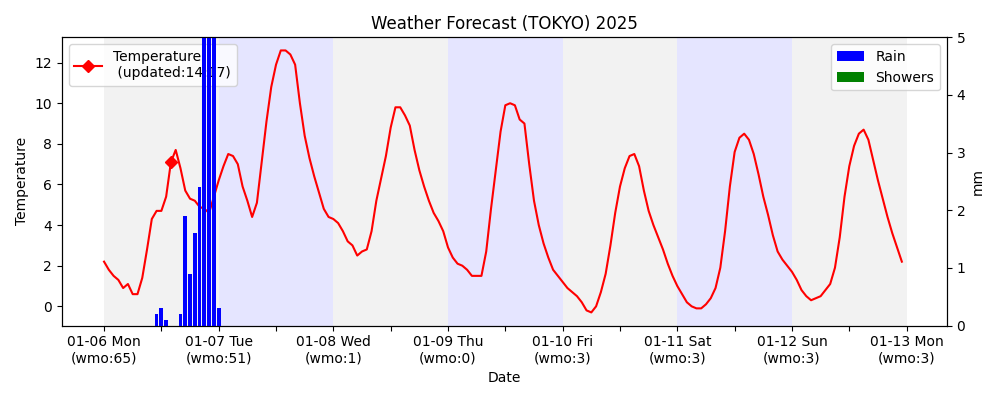 Weather Forecast (TOKYO) 2025
Temperature
(updated:14:07)
Rain
Showers
12
10
8
6
4
2
0
Temperature
5
4
3
2
1
0
mm
01-06 Mon
(wmo:65)
01-07 Tue
(wmo:51)
01-08 Wed
(wmo:1)
01-09 Thu
(wmo:0)
01-10 Fri
(wmo:3)
01-11 Sat
(wmo:3)
01-12 Sun
(wmo:3)
01-13 Mon
(wmo:3)
Date